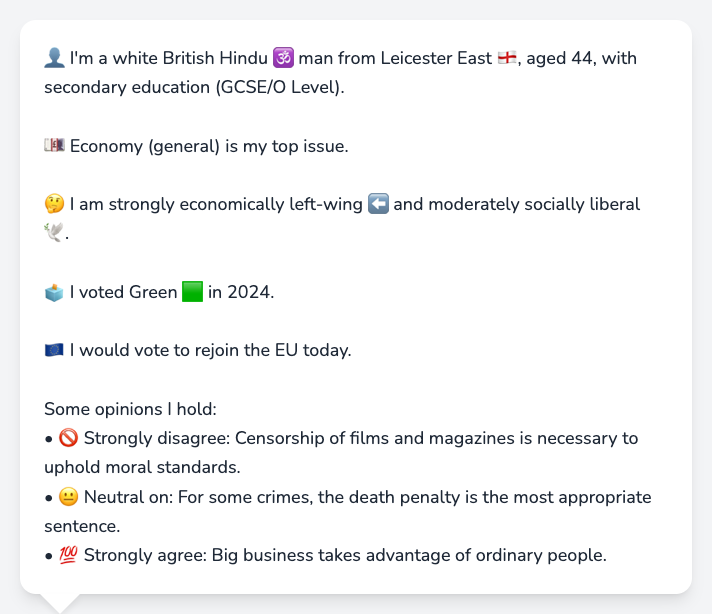 👤 I'm a white British Hindu 🕉️ man from Leicester East 🏴󠁧󠁢󠁥󠁮󠁧󠁿, aged 44, with
secondary education (GCSE/O Level).
💷 Economy (general) is my top issue.
🤔 I am strongly economically left-wing ⬅️ and moderately socially liberal
🕊️.
🗳️ I voted Green 🟩 in 2024.
🇪🇺 I would vote to rejoin the EU today.
Some opinions I hold:
• 🚫 Strongly disagree: Censorship of films and magazines is necessary to
uphold moral standards.
• 😐 Neutral on: For some crimes, the death penalty is the most appropriate
sentence.
• 💯 Strongly agree: Big business takes advantage of ordinary people.